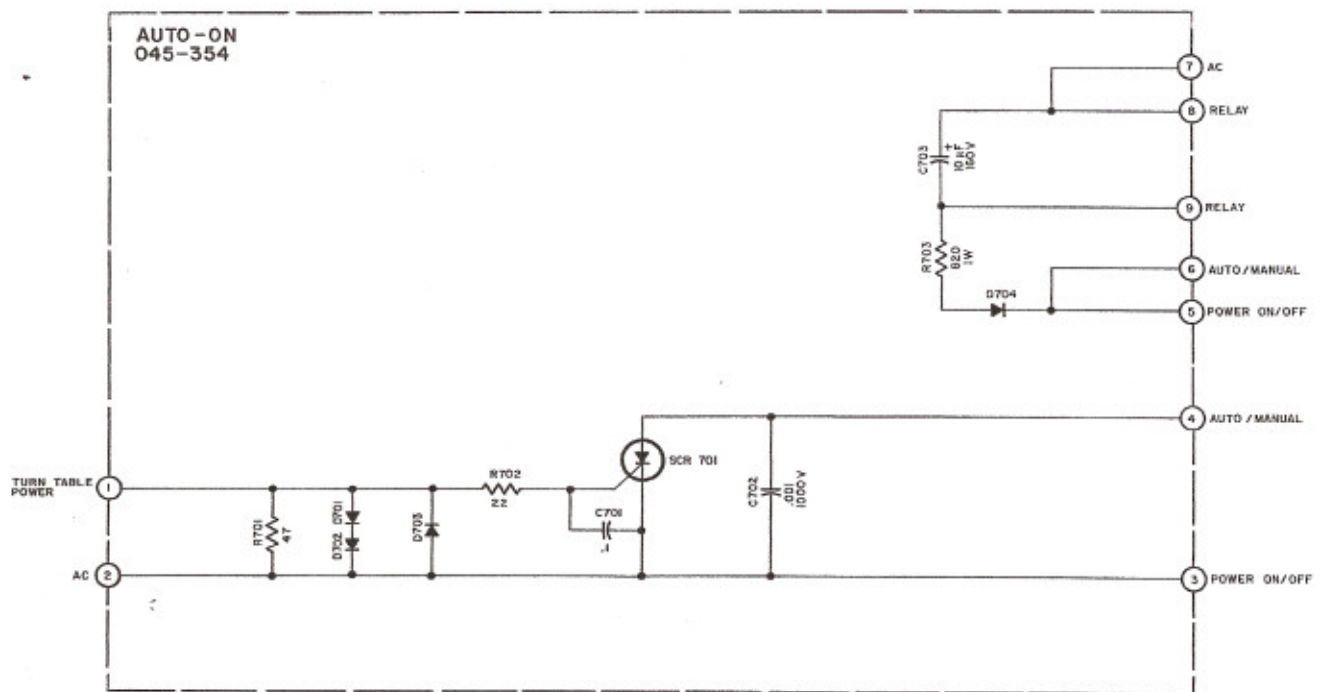 AUTO-ON
045-354
7 AC
8 RELAY
C703
+
10 µF
160V
9 RELAY
R703
820
1W
6 AUTO/MANUAL
D704
5 POWER ON/OFF
4 AUTO/MANUAL
SCR 701
TURN TABLE
POWER
1
R702
22
C702
.001
1000V
R701
47
D702 D701
D703
C701
.1
AC 2
3 POWER ON/OFF